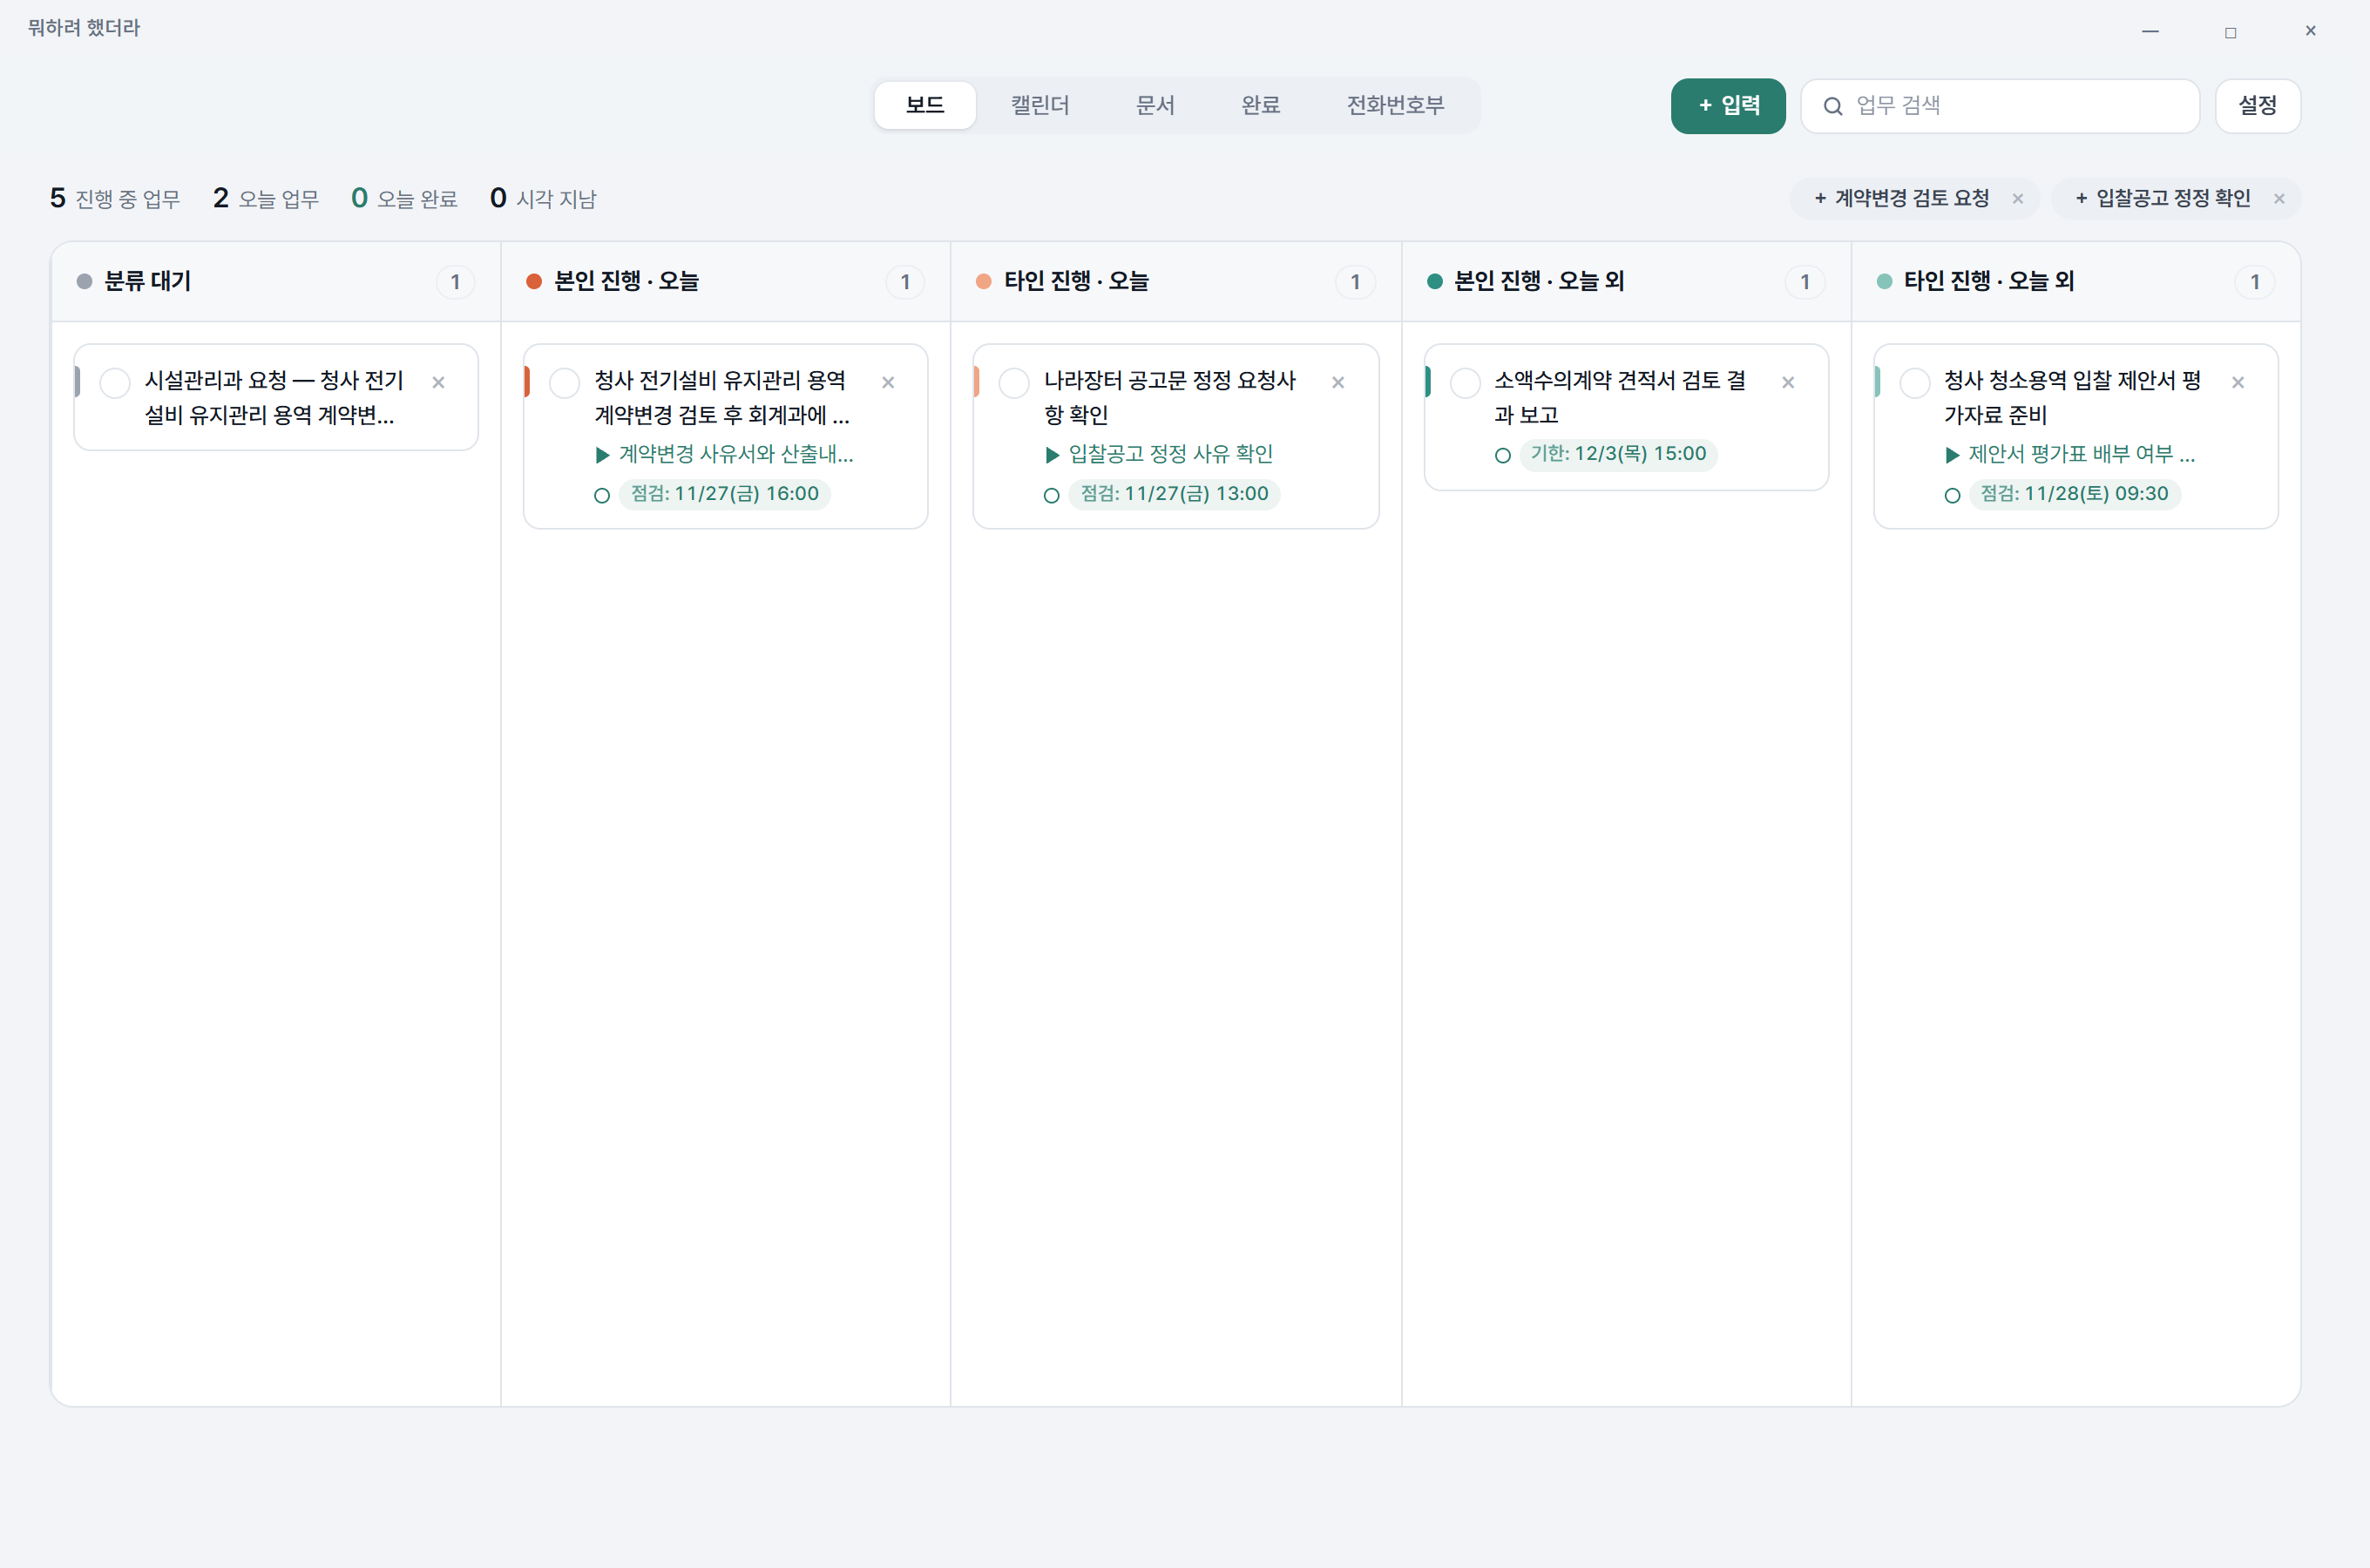 뭐하려 했더라
보드 캘린더 문서 완료 전화번호부
+ 입력
업무 검색
설정
5 진행 중 업무 2 오늘 업무 0 오늘 완료 0 시각 지남
+ 계약변경 검토 요청 ×
+ 입찰공고 정정 확인 ×
분류 대기 1
시설관리과 요청 — 청사 전기
설비 유지관리 용역 계약변...
본인 진행 · 오늘 1
청사 전기설비 유지관리 용역
계약변경 검토 후 회계과에 ...
▶ 계약변경 사유서와 산출내...
점검: 11/27(금) 16:00
타인 진행 · 오늘 1
나라장터 공고문 정정 요청사
항 확인
▶ 입찰공고 정정 사유 확인
점검: 11/27(금) 13:00
본인 진행 · 오늘 외 1
소액수의계약 견적서 검토 결
과 보고
기한: 12/3(목) 15:00
타인 진행 · 오늘 외 1
청사 청소용역 입찰 제안서 평
가자료 준비
▶ 제안서 평가표 배부 여부 ...
점검: 11/28(토) 09:30